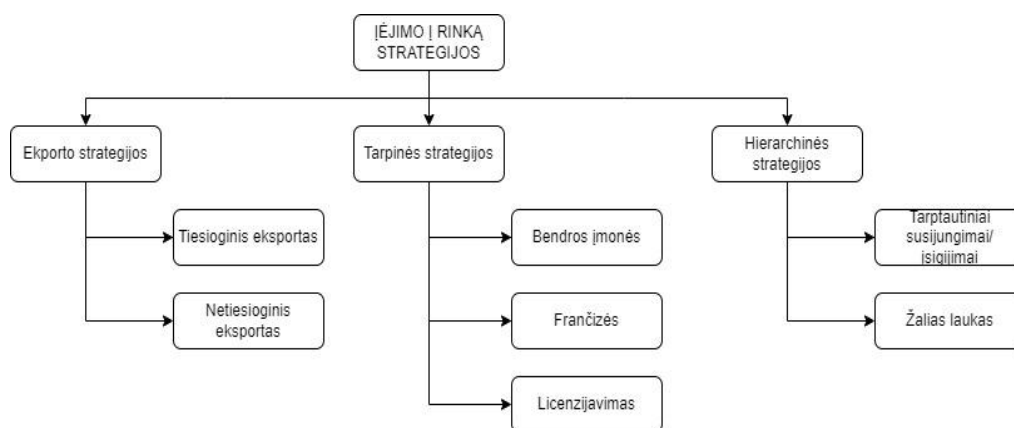 ĮĖJIMO Į RINKĄ
STRATEGIJOS
Ekporto strategijos
Tarpinės strategijos
Hierarchinės
strategijos
Tiesioginis eksportas
Bendros įmonės
Tarptautiniai
susijungimai/
įsigijimai
Netiesioginis
eksportas
Frančizės
Žalias laukas
Licenzijavimas